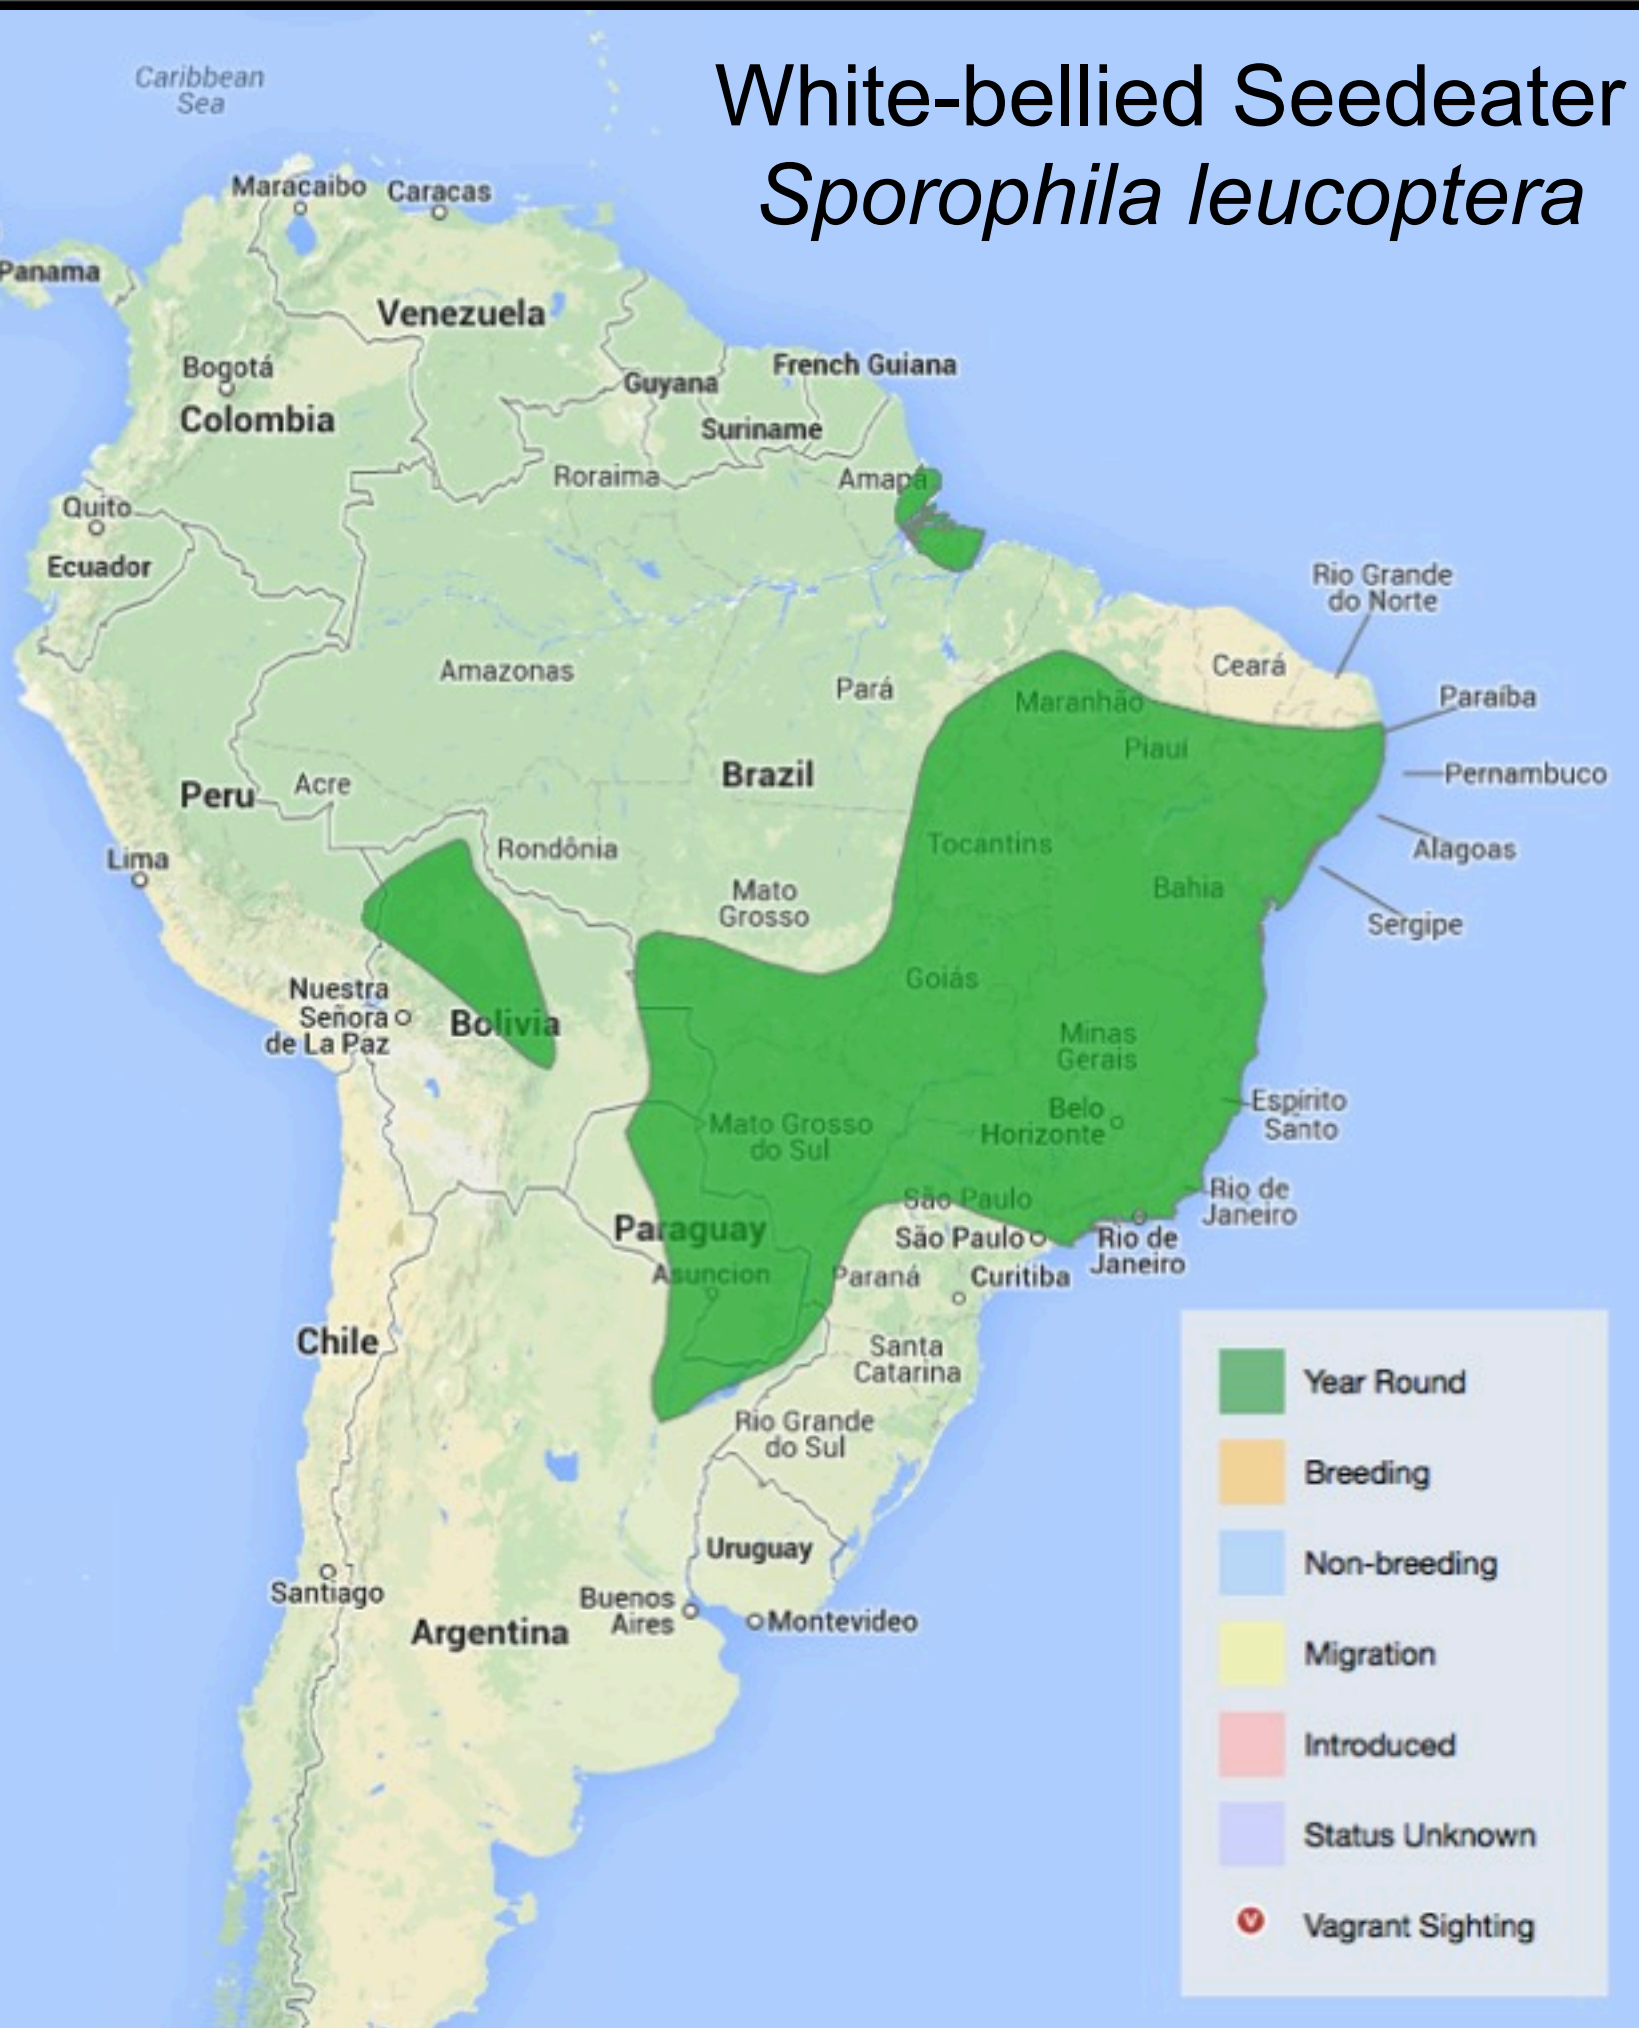 White-bellied Seedeater
Sporophila leucoptera
Caribbean
Sea
Maracaibo
Caracas
Panama
Venezuela
Bogotá
Colombia
French Guiana
Guyana
Suriname
Roraima
Amapá
Quito
Ecuador
Rio Grande
do Norte
Ceará
Amazonas
Pará
Maranhão
Paraíba
Piauí
Pernambuco
Brazil
Peru
Acre
Rondônia
Tocantins
Alagoas
Lima
Mato
Grosso
Bahia
Sergipe
Nuestra
Señora
de La Paz
Bolivia
Goiás
Minas
Gerais
Mato Grosso
do Sul
Belo
Horizonte
Espírito
Santo
São Paulo
São Paulo
Rio de
Janeiro
Rio de
Janeiro
Paraguay
Asuncion
Paraná
Curitiba
Chile
Santa
Catarina
Rio Grande
do Sul
Uruguay
Santiago
Buenos
Aires
Montevideo
Argentina
Year Round
Breeding
Non-breeding
Migration
Introduced
Status Unknown
V
Vagrant Sighting